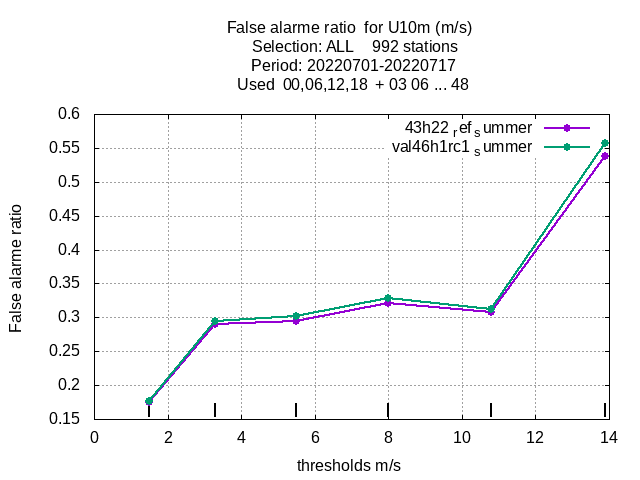 False alarme ratio  for U10m (m/s)
Selection: ALL    992 stations
Period: 20220701-20220717
Used  00,06,12,18  + 03 06 ... 48
0.6
43h22 ref summer
val46h1rc1 summer
0.55
0.5
0.45
0.4
0.35
0.3
0.25
0.2
0.15
False alarme ratio
0 2 4 6 8 10 12 14
thresholds m/s